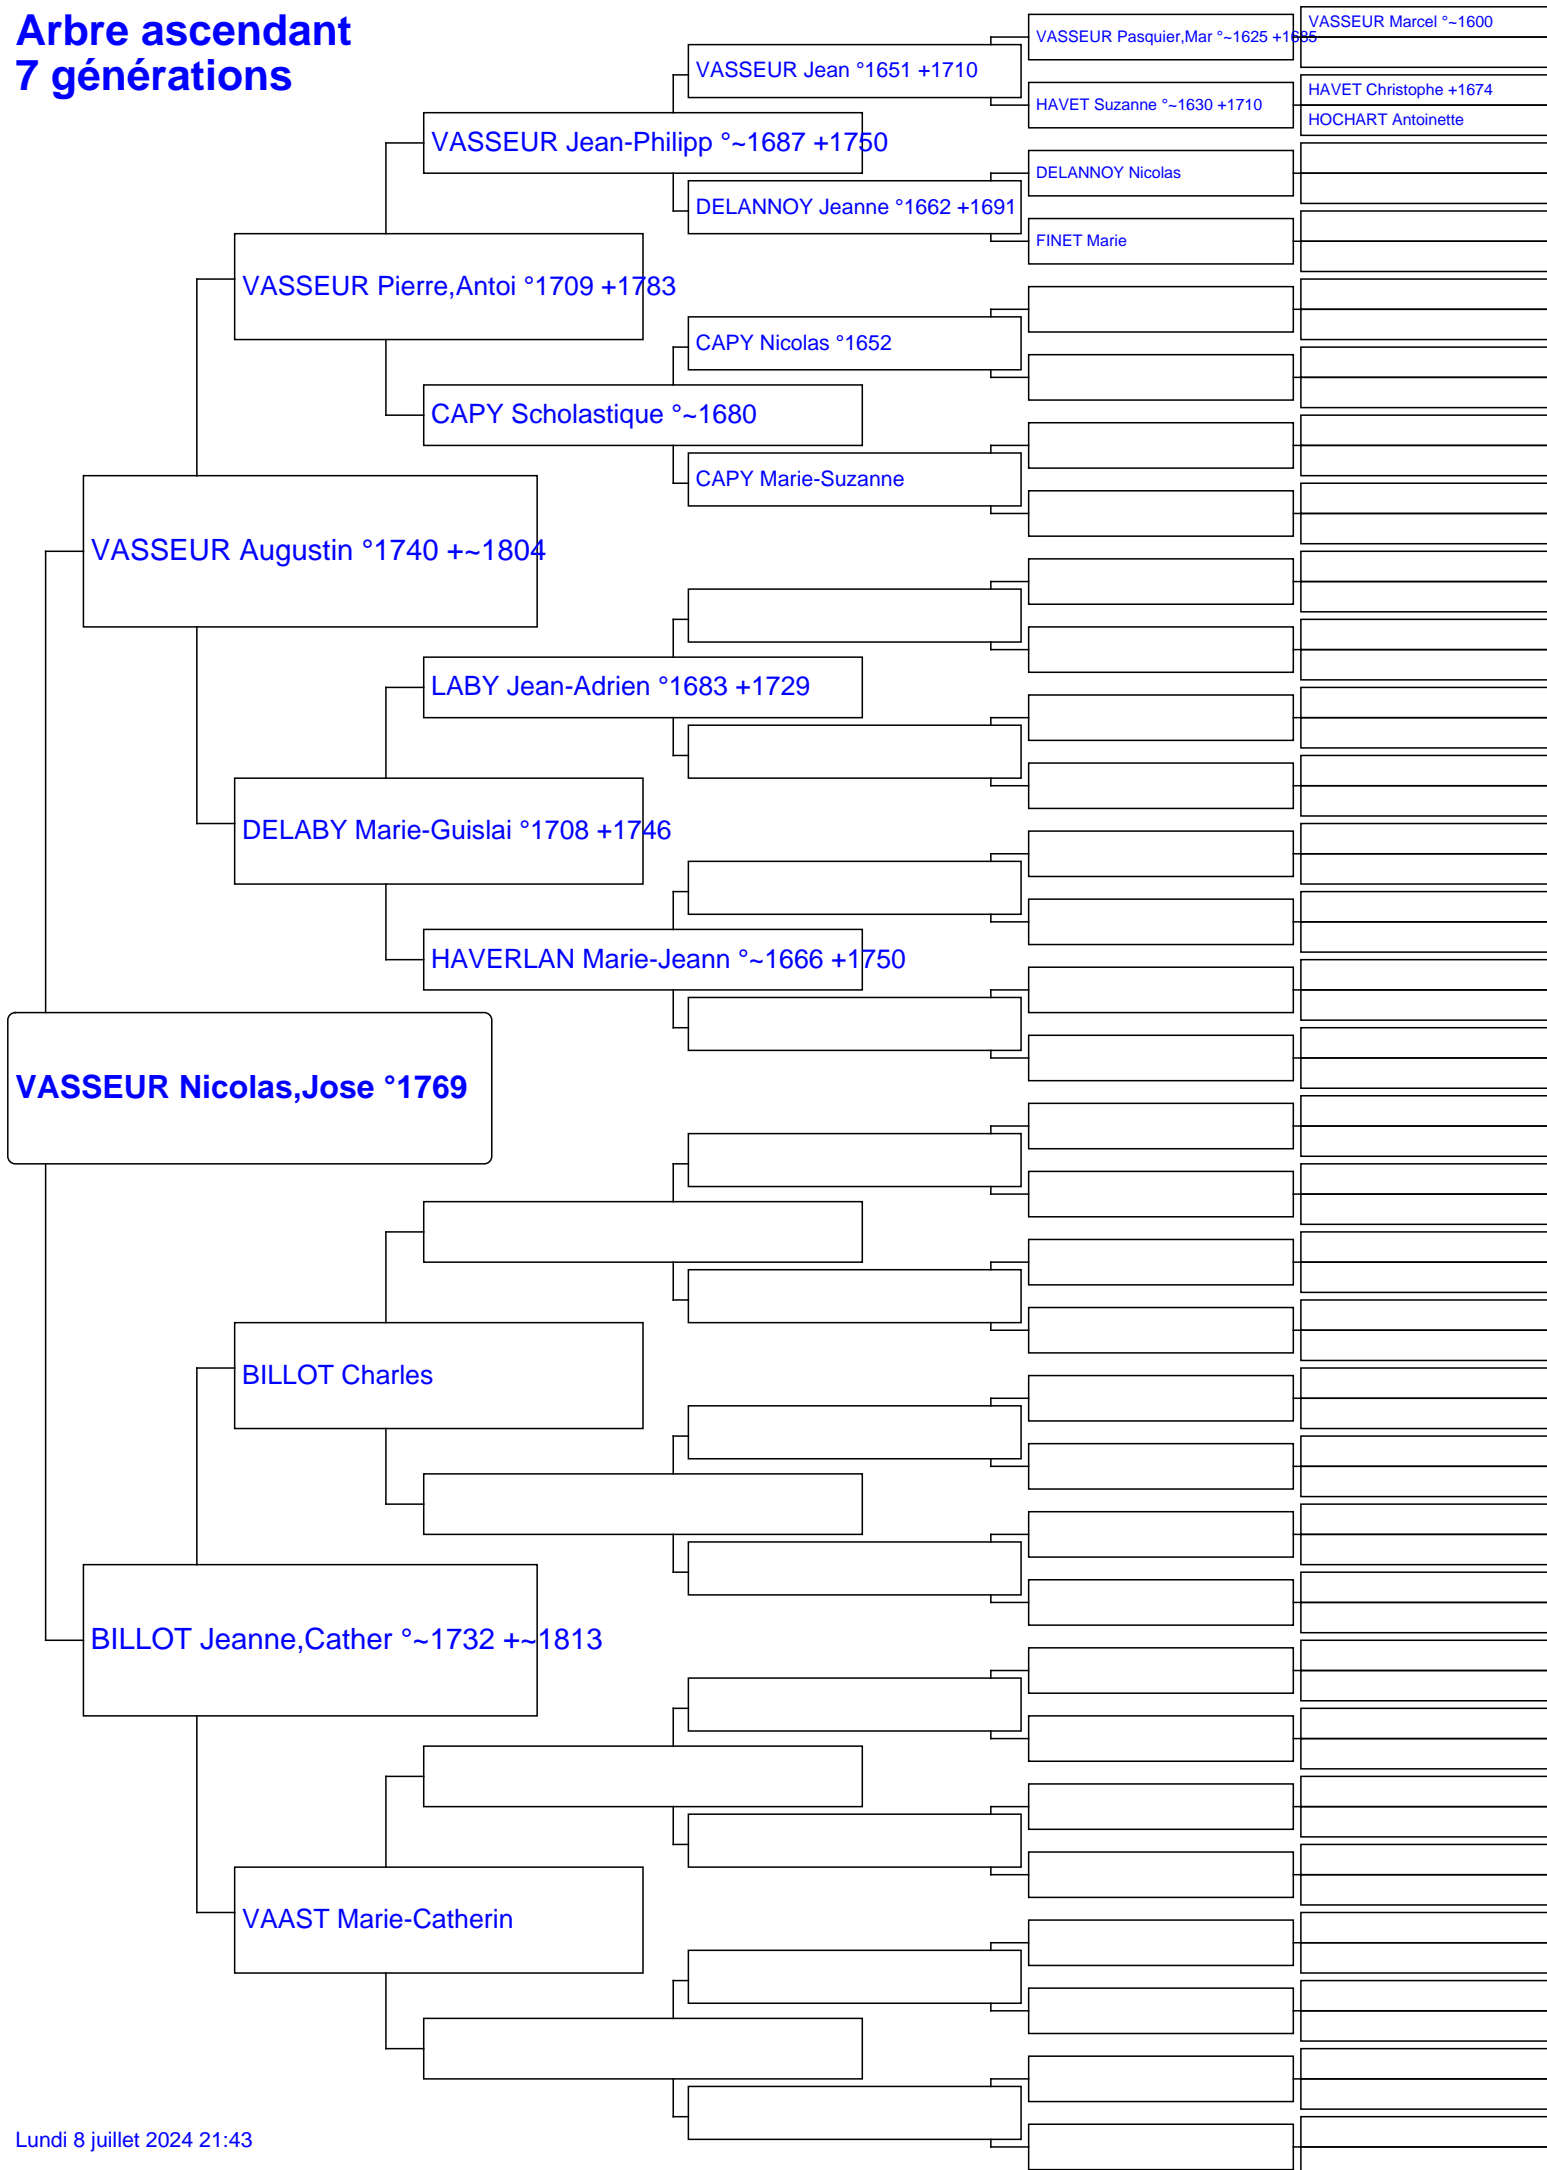 Arbre ascendant
7 générations
VASSEUR Marcel °~1600
VASSEUR Pasquier,Mar °~1625 +1685
VASSEUR Jean °1651 +1710
HAVET Christophe +1674
HAVET Suzanne °~1630 +1710
HOCHART Antoinette
VASSEUR Jean-Philipp °~1687 +1750
DELANNOY Nicolas
DELANNOY Jeanne °1662 +1691
FINET Marie
VASSEUR Pierre,Antoi °1709 +1783
CAPY Nicolas °1652
CAPY Scholastique °~1680
CAPY Marie-Suzanne
VASSEUR Augustin °1740 +~1804
LABY Jean-Adrien °1683 +1729
DELABY Marie-Guislai °1708 +1746
HAVERLAN Marie-Jeann °~1666 +1750
VASSEUR Nicolas,Jose °1769
BILLOT Charles
BILLOT Jeanne,Cather °~1732 +~1813
VAAST Marie-Catherin
Lundi 8 juillet 2024 21:43